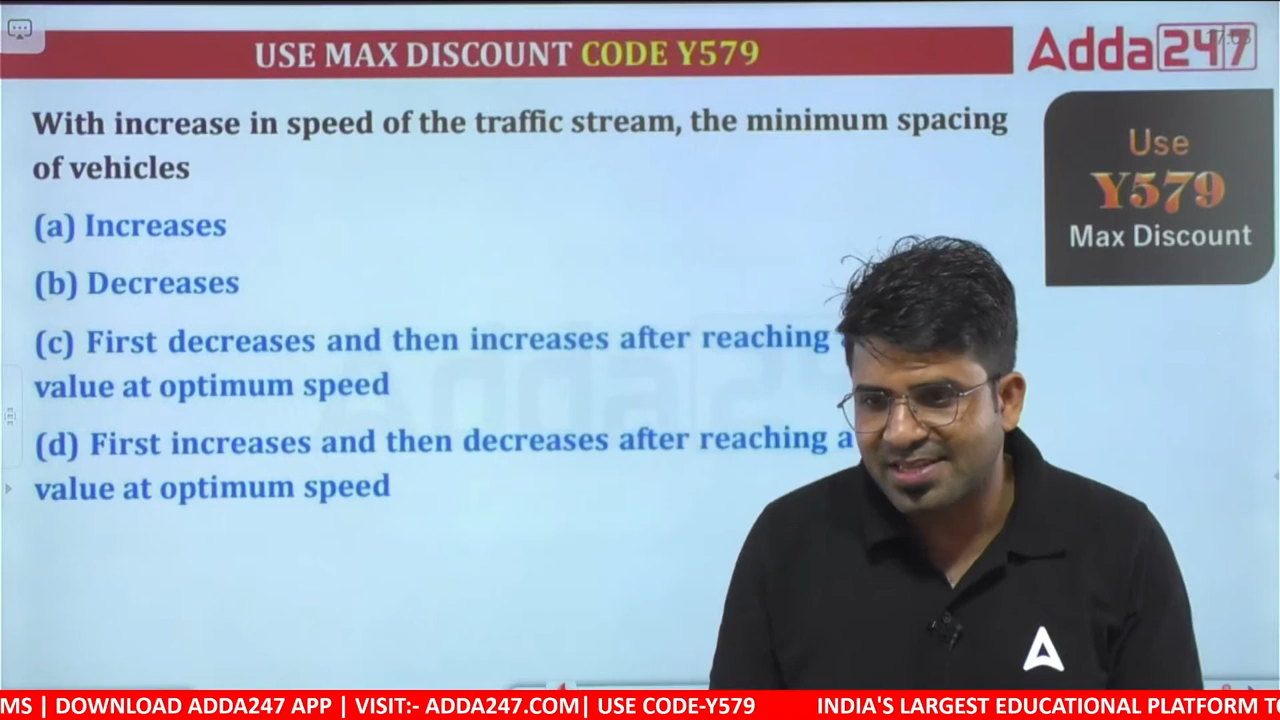 USE MAX DISCOUNT CODE Y579
Adda247
With increase in speed of the traffic stream, the minimum spacing
of vehicles
Use
Y579
Max Discount
(a) Increases
(b) Decreases
(c) First decreases and then increases after reaching
value at optimum speed
(d) First increases and then decreases after reaching a
value at optimum speed
MS | DOWNLOAD ADDA247 APP | VISIT:- ADDA247.COM| USE CODE-Y579 INDIA'S LARGEST EDUCATIONAL PLATFORM